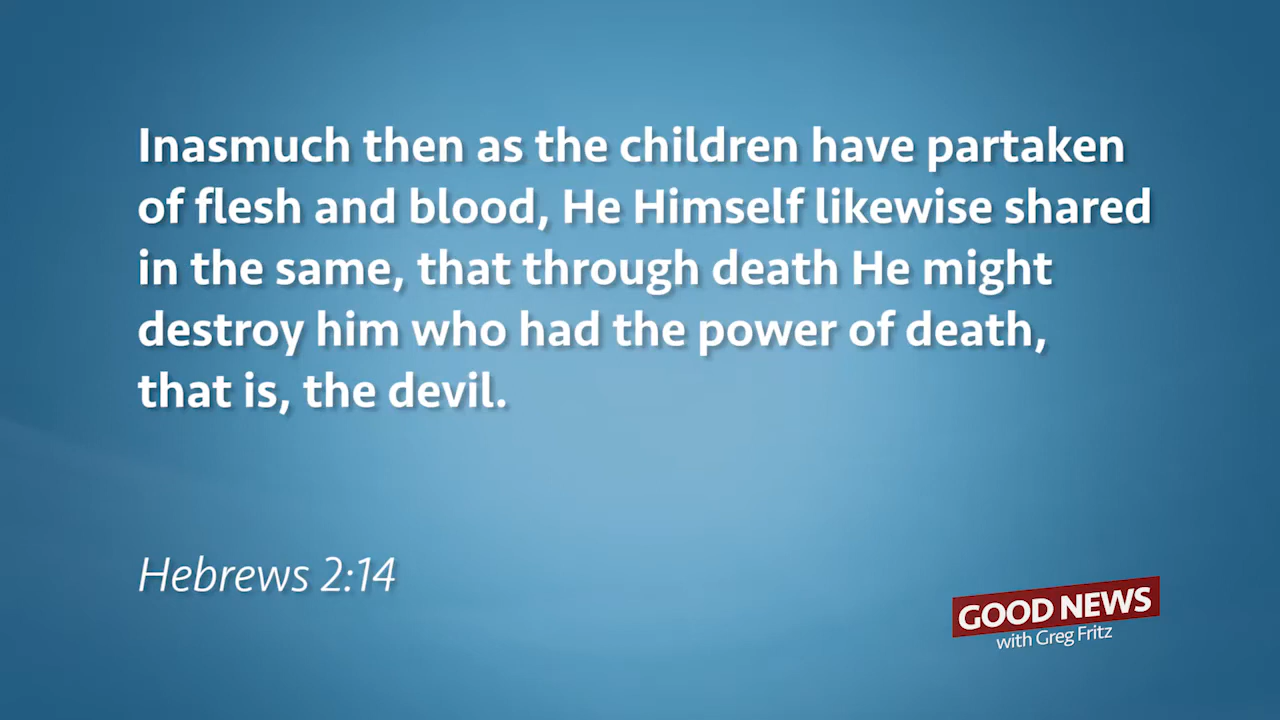 Inasmuch then as the children have partaken
of flesh and blood, He Himself likewise shared
in the same, that through death He might
destroy him who had the power of death,
that is, the devil.
Hebrews 2:14
GOOD NEWS
with Greg Fritz